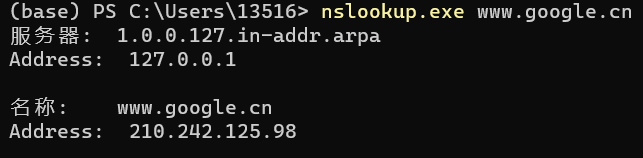 (base) PS C:\Users\13516> nslookup.exe www.google.cn
服务器:  1.0.0.127.in-addr.arpa
Address:  127.0.0.1

名称:    www.google.cn
Address:  210.242.125.98